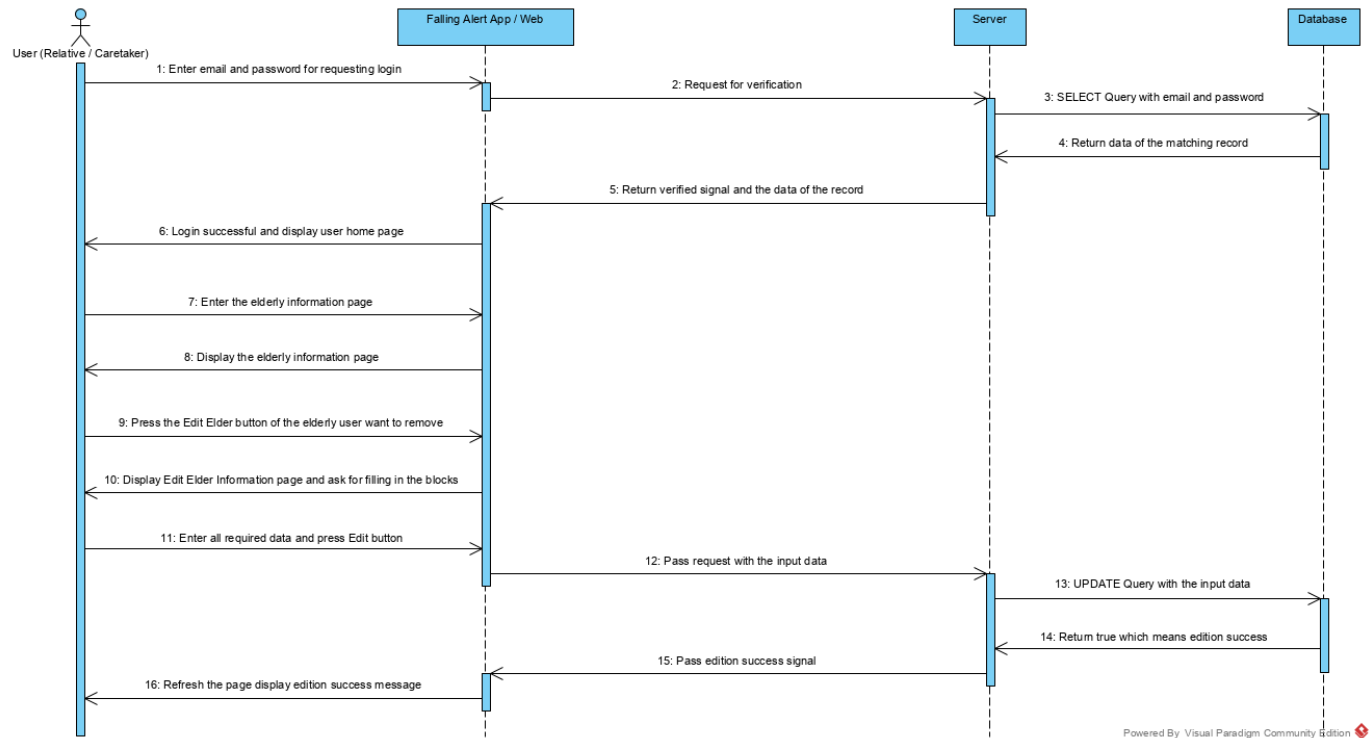 Falling Alert App / Web
Server
Database
User (Relative / Caretaker)
1: Enter email and password for requesting login
2: Request for verification
3: SELECT Query with email and password
4: Return data of the matching record
5: Return verified signal and the data of the record
6: Login successful and display user home page
7: Enter the elderly information page
8: Display the elderly information page
9: Press the Edit Elder button of the elderly user want to remove
10: Display Edit Elder Information page and ask for filling in the blocks
11: Enter all required data and press Edit button
12: Pass request with the input data
13: UPDATE Query with the input data
14: Return true which means edition success
15: Pass edition success signal
16: Refresh the page display edition success message
Powered By Visual Paradigm Community Edition